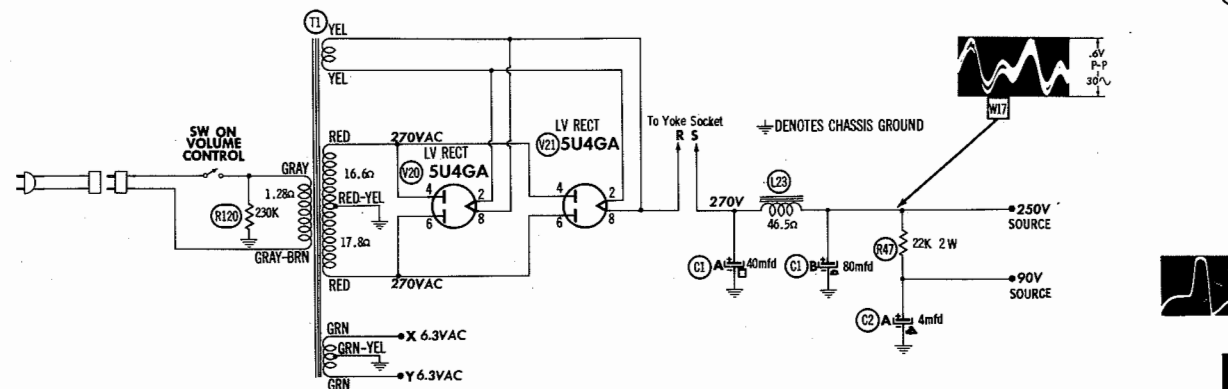 T1
YEL
YEL
SW ON
VOLUME
CONTROL
GRAY
1.28Ω
R120
230K
GRAY-BRN
RED
270VAC
16.6Ω
RED-YEL
17.8Ω
RED
270VAC
LV RECT
V20 5U4GA
4
2
6
8
LV RECT
V21 5U4GA
4
2
6
8
GRN
X 6.3VAC
GRN-YEL
Y 6.3VAC
GRN
To Yoke Socket
R S
DENOTES CHASSIS GROUND
.6V
P-P
30~
W17
270V
L23
46.5Ω
250V
SOURCE
C1 A 40mfd
C1 B 80mfd
R47 22K 2W
90V
SOURCE
C2 A 4mfd